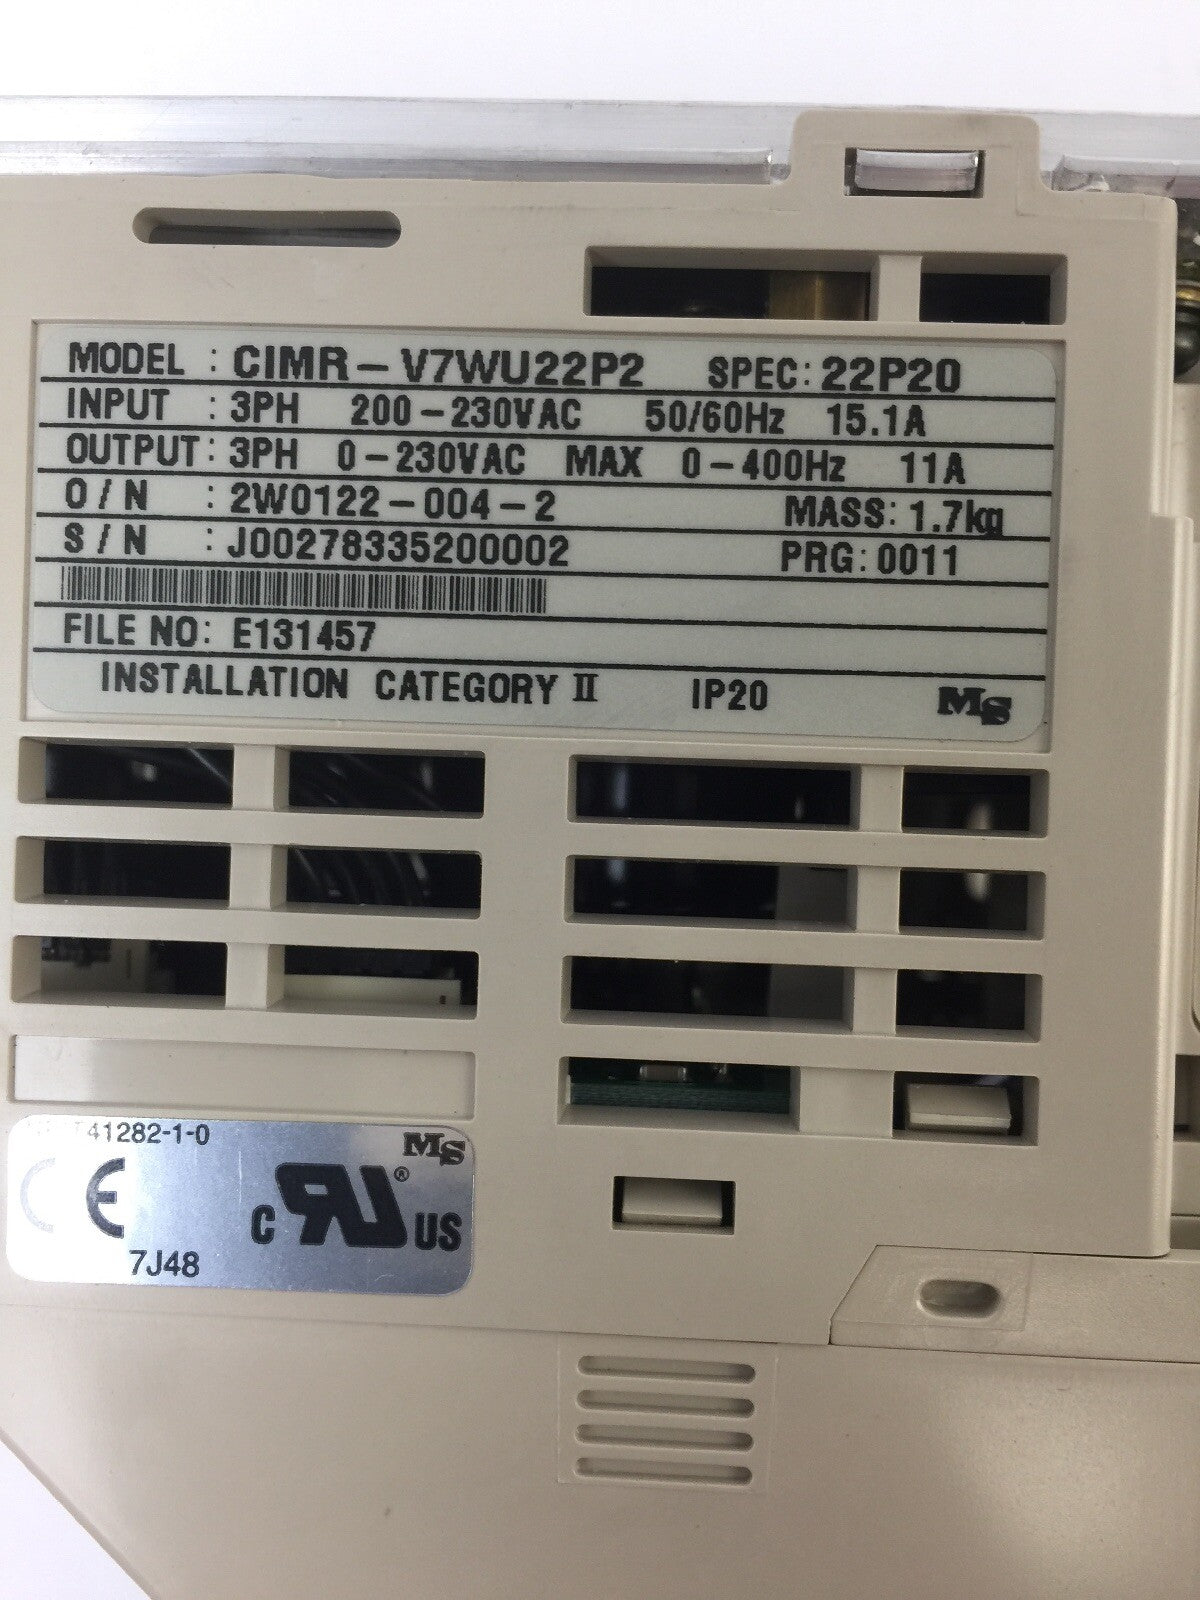 MODEL : CIMR-V7WU22P2 SPEC: 22P20
INPUT : 3PH 200-230VAC 50/60Hz 15.1A
OUTPUT: 3PH 0-230VAC MAX 0-400Hz 11A
O/N : 2W0122-004-2 MASS: 1.7kg
S/N : J00278335200002 PRG: 0011
FILE NO: E131457
INSTALLATION CATEGORY II IP20 MS
41282-1-0 MS
CE C RU ® US
7J48